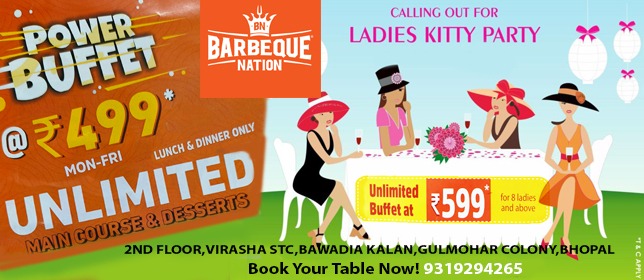 POWER
BUFFET
@ ₹499*
MON-FRI LUNCH & DINNER ONLY
UNLIMITED
MAIN COURSE & DESSERTS
BN
BARBEQUE
NATION
CALLING OUT FOR
LADIES KITTY PARTY
Unlimited
Buffet at
₹599*
for 8 ladies
and above
2ND FLOOR,VIRASHA STC,BAWADIA KALAN,GULMOHAR COLONY,BHOPAL
Book Your Table Now! 9319294265
*T&C APPLY